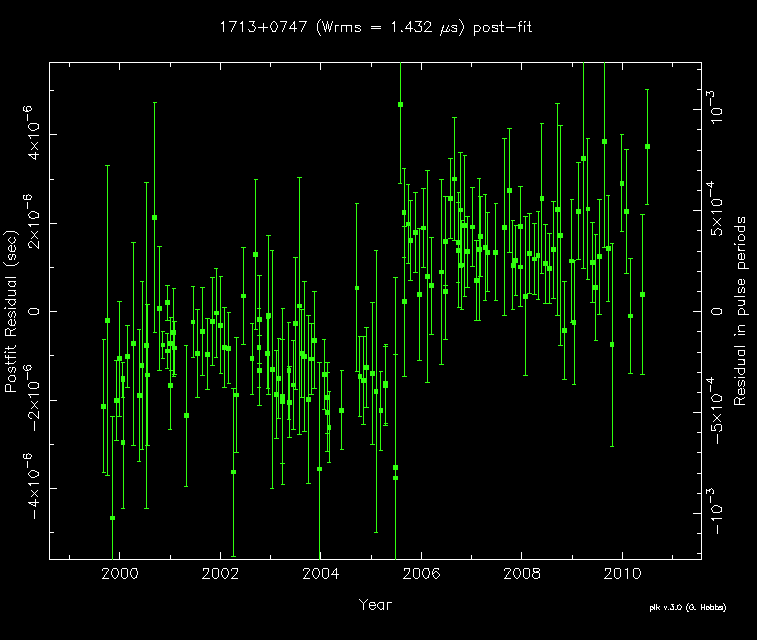 1713+0747 (Wrms = 1.432 μs) post-fit
4×10⁻⁶
2×10⁻⁶
0
−2×10⁻⁶
−4×10⁻⁶
Postfit Residual (sec)
10⁻³
5×10⁻⁴
0
−5×10⁻⁴
−10⁻³
Residual in pulse periods
2000 2002 2004 2006 2008 2010
Year
plk v.3.0 (G. Hobbs)